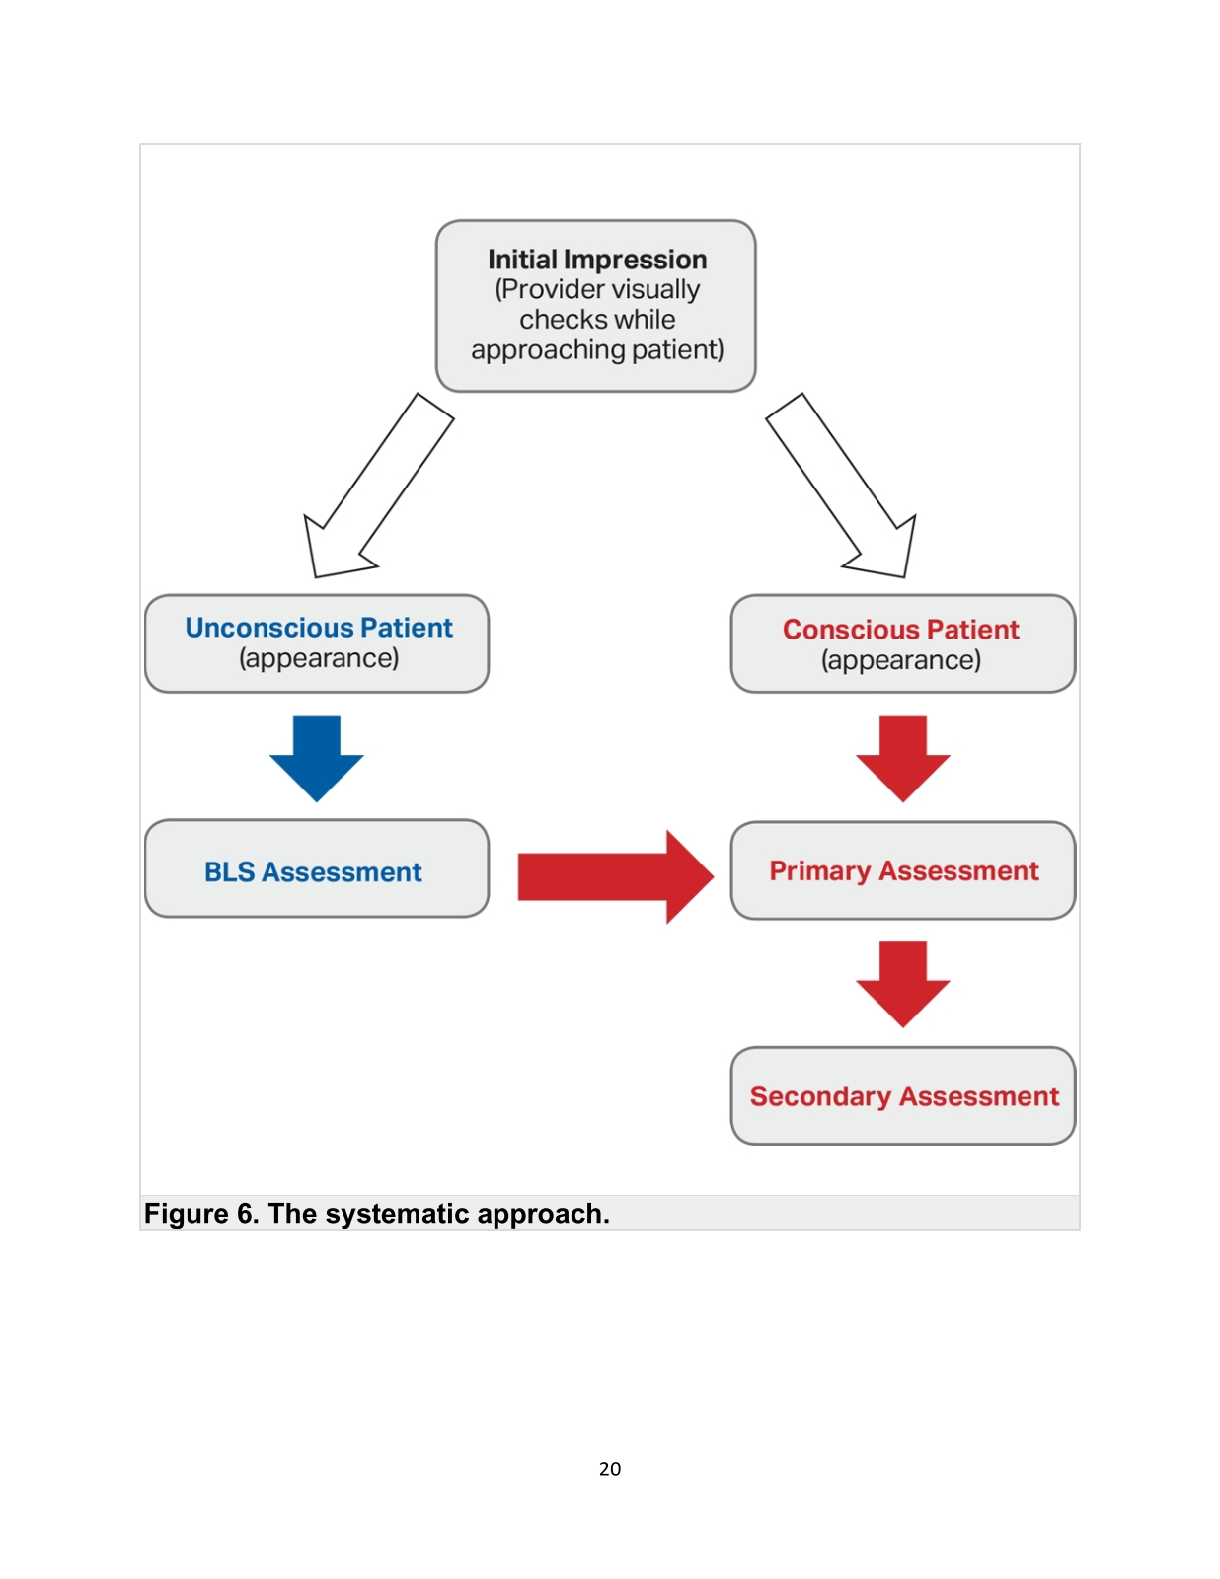 Initial Impression
(Provider visually
checks while
approaching patient)
Unconscious Patient
(appearance)
Conscious Patient
(appearance)
BLS Assessment
Primary Assessment
Secondary Assessment
Figure 6. The systematic approach.
20